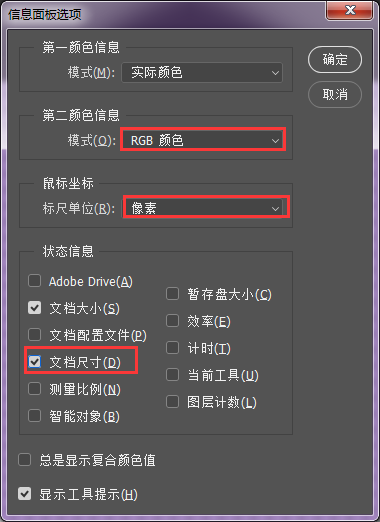 信息面板选项
第一颜色信息
模式(M): 实际颜色
确定
取消
第二颜色信息
模式(O): RGB 颜色
鼠标坐标
标尺单位(R): 像素
状态信息
Adobe Drive(A)
文档大小(S)
文档配置文件(P)
文档尺寸(D)
测量比例(N)
智能对象(B)
暂存盘大小(C)
效率(E)
计时(T)
当前工具(U)
图层计数(L)
总是显示复合颜色值
显示工具提示(H)